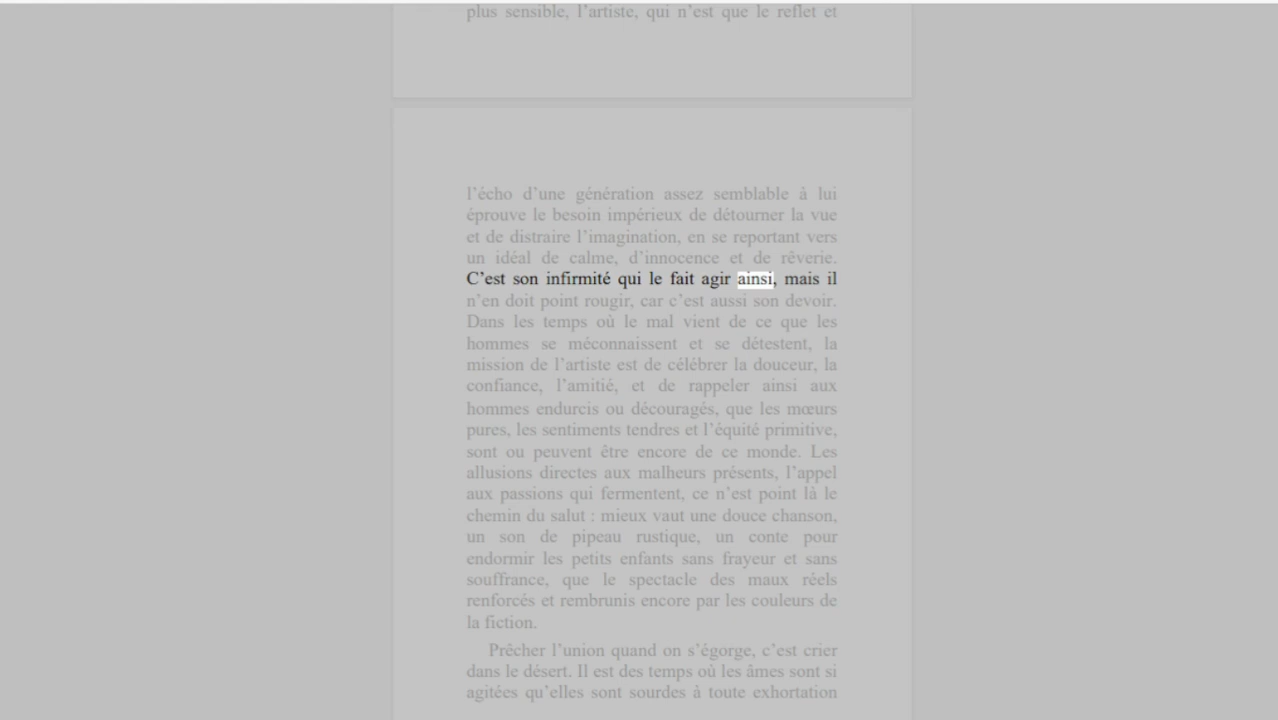 plus sensible, l’artiste, qui n’est que le reflet et
l’écho d’une génération assez semblable à lui
éprouve le besoin impérieux de détourner la vue
et de distraire l’imagination, en se reportant vers
un idéal de calme, d’innocence et de rêverie.
C’est son infirmité qui le fait agir ainsi, mais il
n’en doit point rougir, car c’est aussi son devoir.
Dans les temps où le mal vient de ce que les
hommes se méconnaissent et se détestent, la
mission de l’artiste est de célébrer la douceur, la
confiance, l’amitié, et de rappeler ainsi aux
hommes endurcis ou découragés, que les mœurs
pures, les sentiments tendres et l’équité primitive,
sont ou peuvent être encore de ce monde. Les
allusions directes aux malheurs présents, l’appel
aux passions qui fermentent, ce n’est point là le
chemin du salut : mieux vaut une douce chanson,
un son de pipeau rustique, un conte pour
endormir les petits enfants sans frayeur et sans
souffrance, que le spectacle des maux réels
renforcés et rembrunis encore par les couleurs de
la fiction.
Prêcher l’union quand on s’égorge, c’est crier
dans le désert. Il est des temps où les âmes sont si
agitées qu’elles sont sourdes à toute exhortation